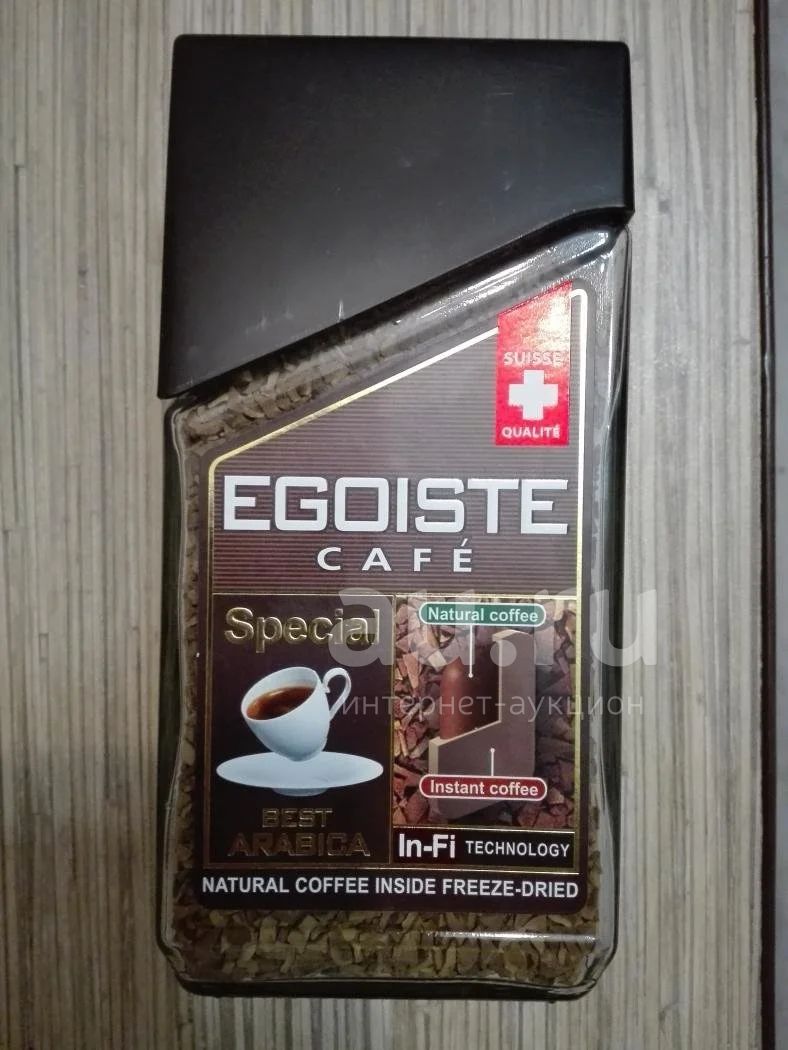 SUISSE
QUALITÉ
EGOISTE
CAFÉ
Special
BEST
ARABICA
Natural coffee
Instant coffee
In-Fi TECHNOLOGY
NATURAL COFFEE INSIDE FREEZE-DRIED
au.ru
интернет-аукцион